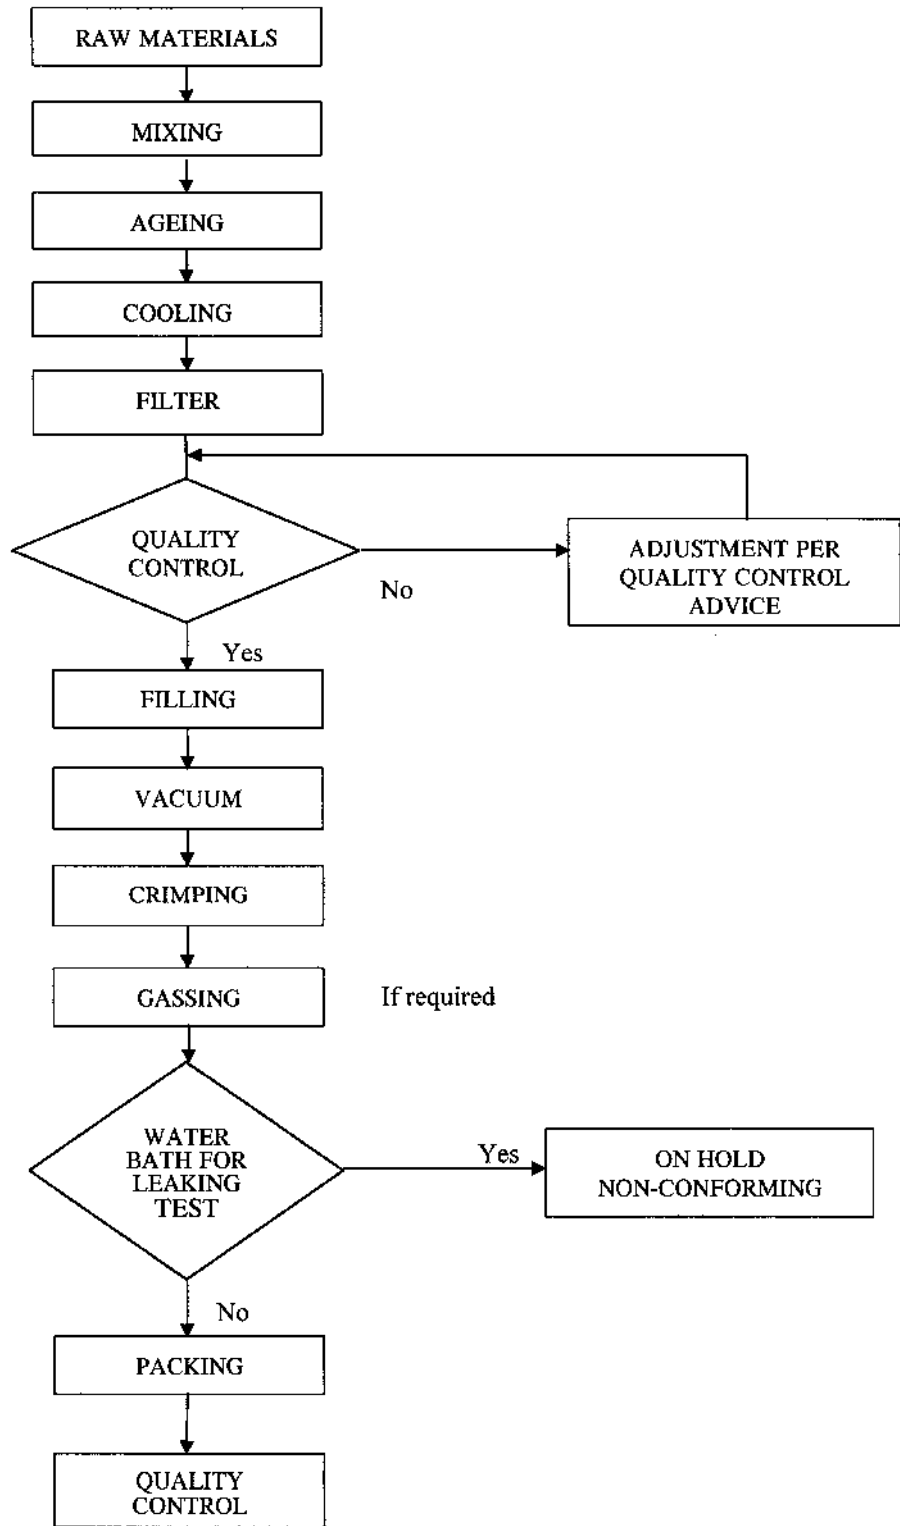 RAW MATERIALS
MIXING
AGEING
COOLING
FILTER
QUALITY
CONTROL
No
ADJUSTMENT PER
QUALITY CONTROL
ADVICE
Yes
FILLING
VACUUM
CRIMPING
GASSING
If required
WATER
BATH FOR
LEAKING
TEST
Yes
ON HOLD
NON-CONFORMING
No
PACKING
QUALITY
CONTROL